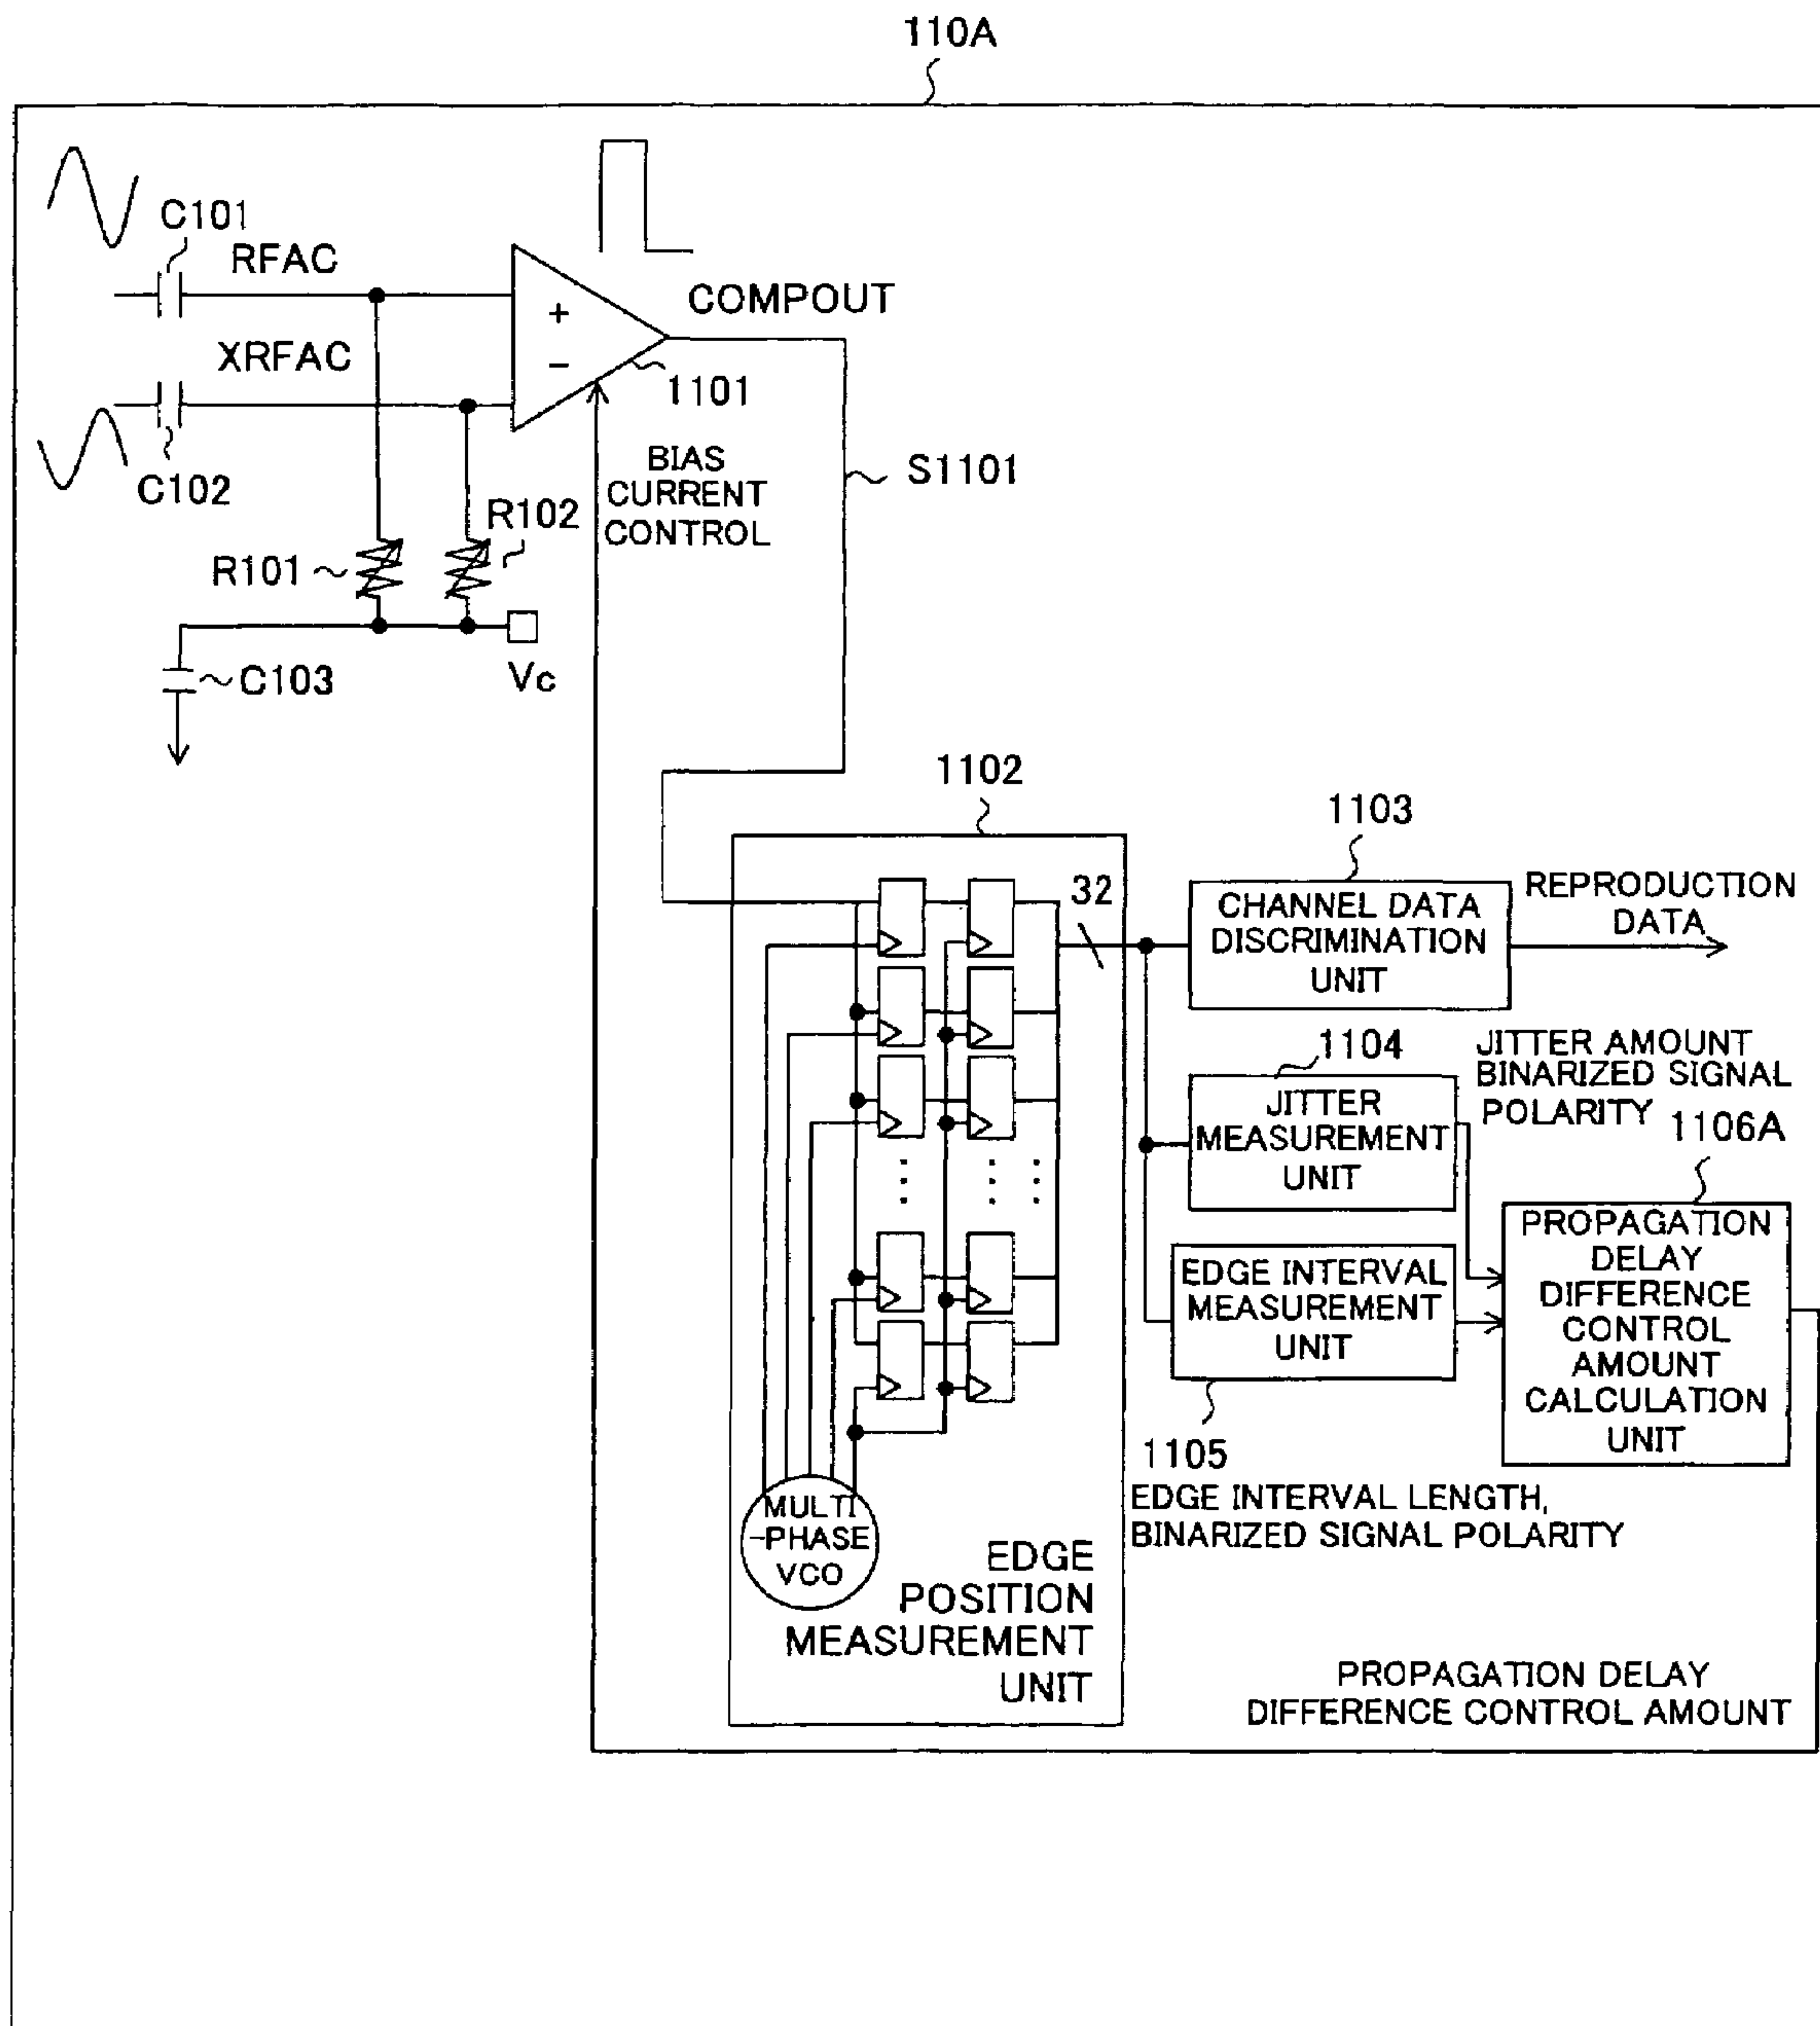 110A
C101
RFAC
XRFAC
C102
+
−
COMPOUT
1101
BIAS
CURRENT
CONTROL
S1101
R101
R102
C103
Vc
1102
32
1103
CHANNEL DATA
DISCRIMINATION
UNIT
REPRODUCTION
DATA
1104
JITTER
MEASUREMENT
UNIT
JITTER AMOUNT
BINARIZED SIGNAL
POLARITY
1106A
EDGE INTERVAL
MEASUREMENT
UNIT
PROPAGATION
DELAY
DIFFERENCE
CONTROL
AMOUNT
CALCULATION
UNIT
1105
EDGE INTERVAL LENGTH,
BINARIZED SIGNAL POLARITY
MULTI
-PHASE
VCO
EDGE
POSITION
MEASUREMENT
UNIT
PROPAGATION DELAY
DIFFERENCE CONTROL AMOUNT